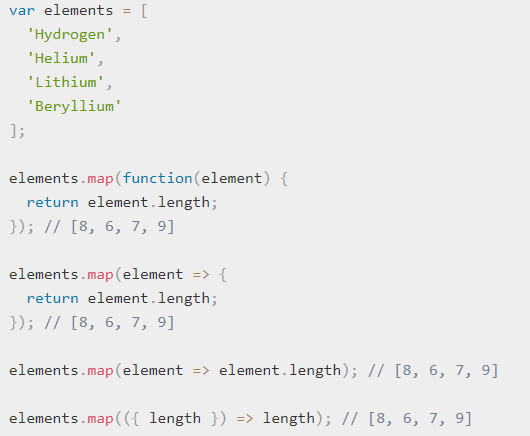 var elements = [
  'Hydrogen',
  'Helium',
  'Lithium',
  'Beryllium'
];

elements.map(function(element) {
  return element.length;
}); // [8, 6, 7, 9]

elements.map(element => {
  return element.length;
}); // [8, 6, 7, 9]

elements.map(element => element.length); // [8, 6, 7, 9]

elements.map(({ length }) => length); // [8, 6, 7, 9]